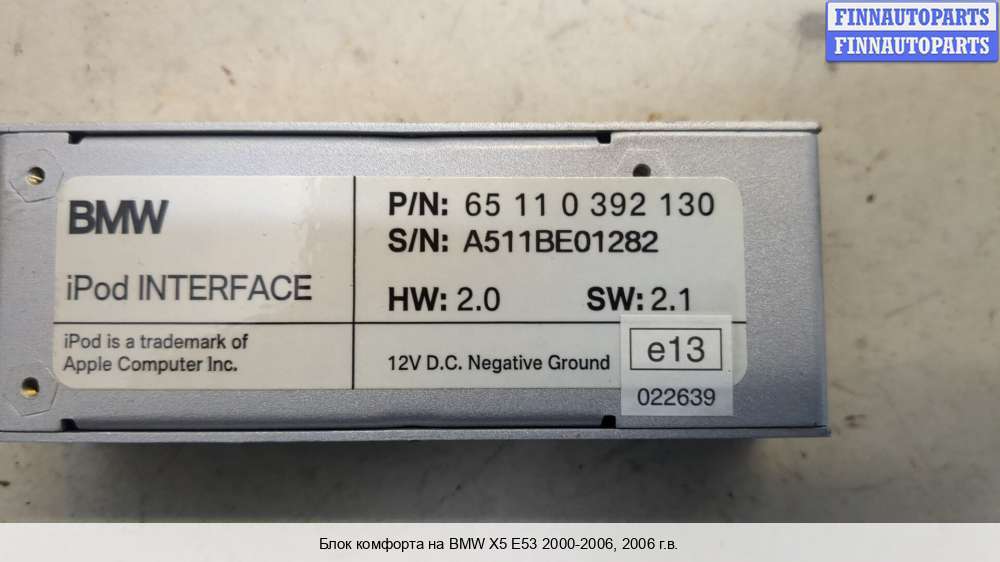 FINNAUTOPARTS
FINNAUTOPARTS
BMW
iPod INTERFACE
iPod is a trademark of
Apple Computer Inc.
P/N: 65 11 0 392 130
S/N: A511BE01282
HW: 2.0 SW: 2.1
12V D.C. Negative Ground
e13
022639
Блок комфорта на BMW X5 E53 2000-2006, 2006 г.в.